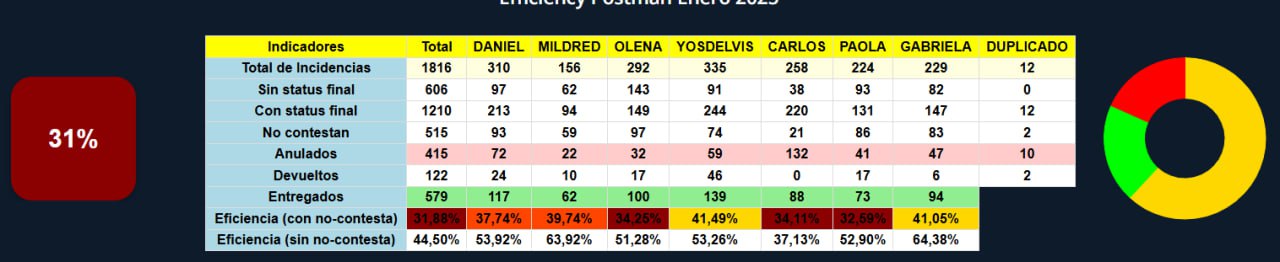 Efficiency Postman Enero 2025
31%
Indicadores Total DANIEL MILDRED OLENA YOSDELVIS CARLOS PAOLA GABRIELA DUPLICADO
Total de Incidencias 1816 310 156 292 335 258 224 229 12
Sin status final 606 97 62 143 91 38 93 82 0
Con status final 1210 213 94 149 244 220 131 147 12
No contestan 515 93 59 97 74 21 86 83 2
Anulados 415 72 22 32 59 132 41 47 10
Devueltos 122 24 10 17 46 0 17 6 2
Entregados 579 117 62 100 139 88 73 94
Eficiencia (con no-contesta) 31,88% 37,74% 39,74% 34,25% 41,49% 34,11% 32,59% 41,05%
Eficiencia (sin no-contesta) 44,50% 53,92% 63,92% 51,28% 53,26% 37,13% 52,90% 64,38%